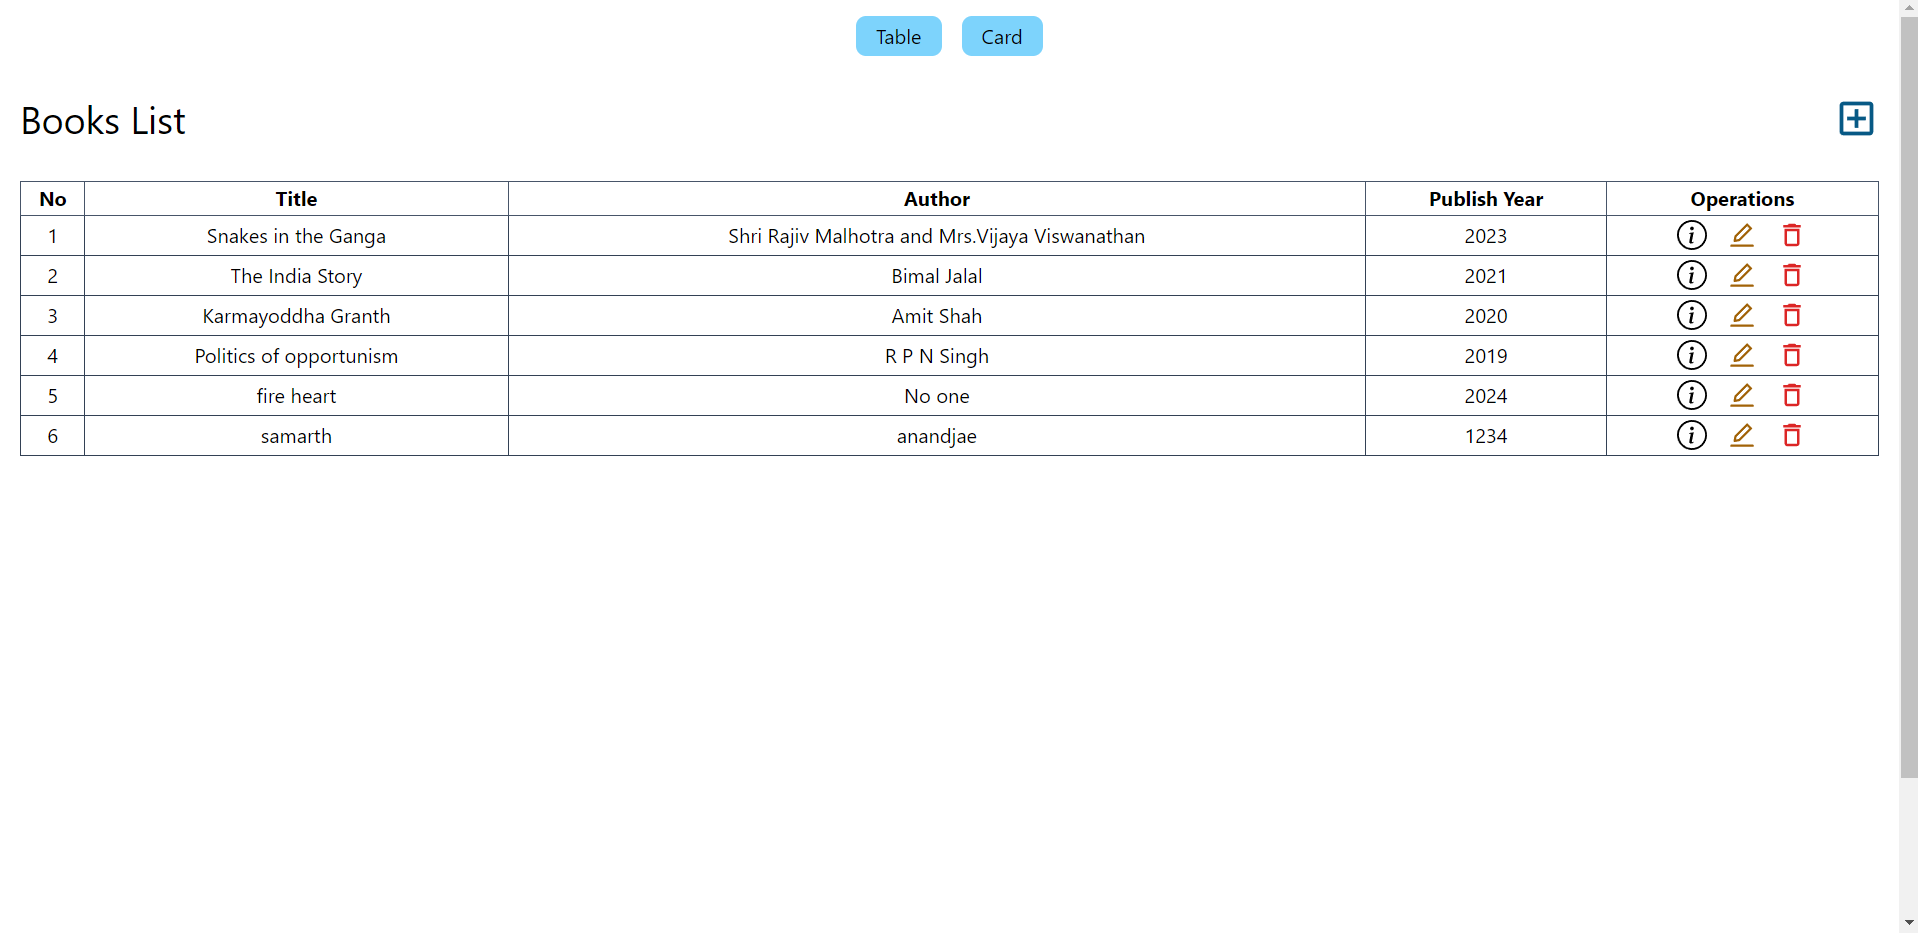 Table Card
Books List
No Title Author Publish Year Operations
1 Snakes in the Ganga Shri Rajiv Malhotra and Mrs.Vijaya Viswanathan 2023
2 The India Story Bimal Jalal 2021
3 Karmayoddha Granth Amit Shah 2020
4 Politics of opportunism R P N Singh 2019
5 fire heart No one 2024
6 samarth anandjae 1234